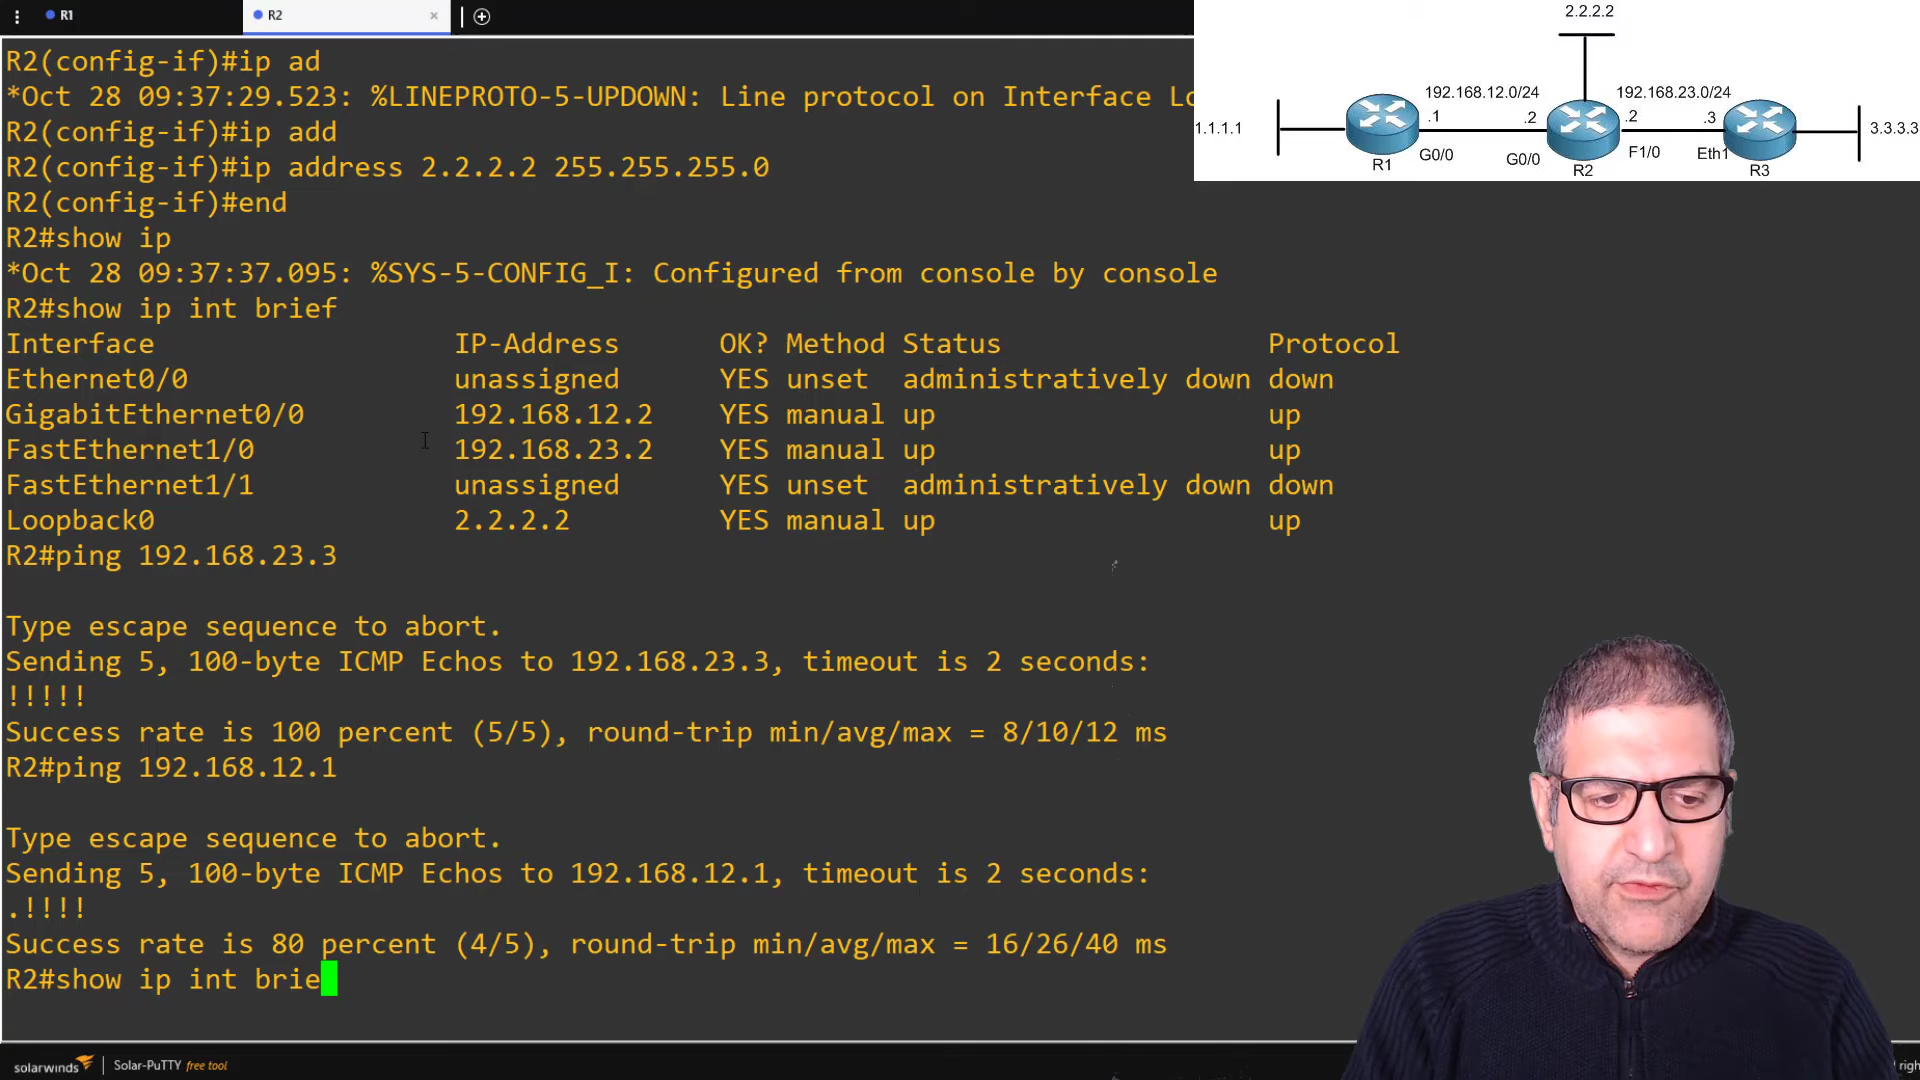 R1
R2
R2(config-if)#ip ad
*Oct 28 09:37:29.523: %LINEPROTO-5-UPDOWN: Line protocol on Interface Lo
R2(config-if)#ip add
R2(config-if)#ip address 2.2.2.2 255.255.255.0
R2(config-if)#end
R2#show ip
*Oct 28 09:37:37.095: %SYS-5-CONFIG_I: Configured from console by console
R2#show ip int brief
Interface IP-Address OK? Method Status Protocol
Ethernet0/0 unassigned YES unset administratively down down
GigabitEthernet0/0 192.168.12.2 YES manual up up
FastEthernet1/0 192.168.23.2 YES manual up up
FastEthernet1/1 unassigned YES unset administratively down down
Loopback0 2.2.2.2 YES manual up up
R2#ping 192.168.23.3
Type escape sequence to abort.
Sending 5, 100-byte ICMP Echos to 192.168.23.3, timeout is 2 seconds:
!!!!!
Success rate is 100 percent (5/5), round-trip min/avg/max = 8/10/12 ms
R2#ping 192.168.12.1
Type escape sequence to abort.
Sending 5, 100-byte ICMP Echos to 192.168.12.1, timeout is 2 seconds:
.!!!!
Success rate is 80 percent (4/5), round-trip min/avg/max = 16/26/40 ms
R2#show ip int brie
2.2.2.2
192.168.12.0/24 192.168.23.0/24
1.1.1.1 .1 .2 .2 .3 3.3.3.3
G0/0 G0/0 F1/0 Eth1
R1 R2 R3
solarwinds Solar-PuTTY free tool